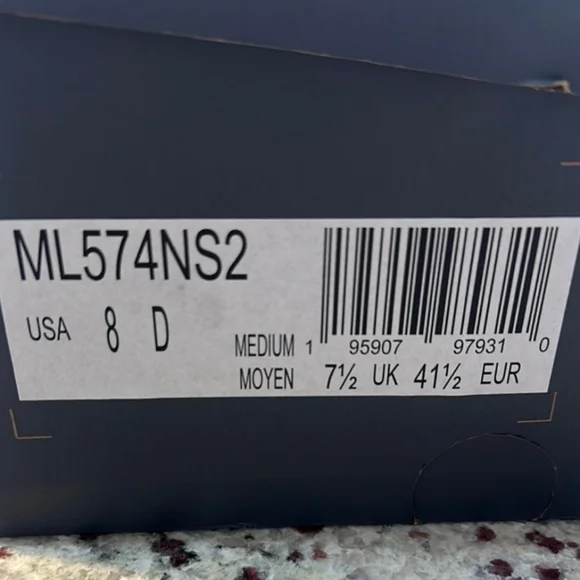 ML574NS2
USA 8 D
MEDIUM 1 95907 97931 0
MOYEN 7½ UK 41½ EUR